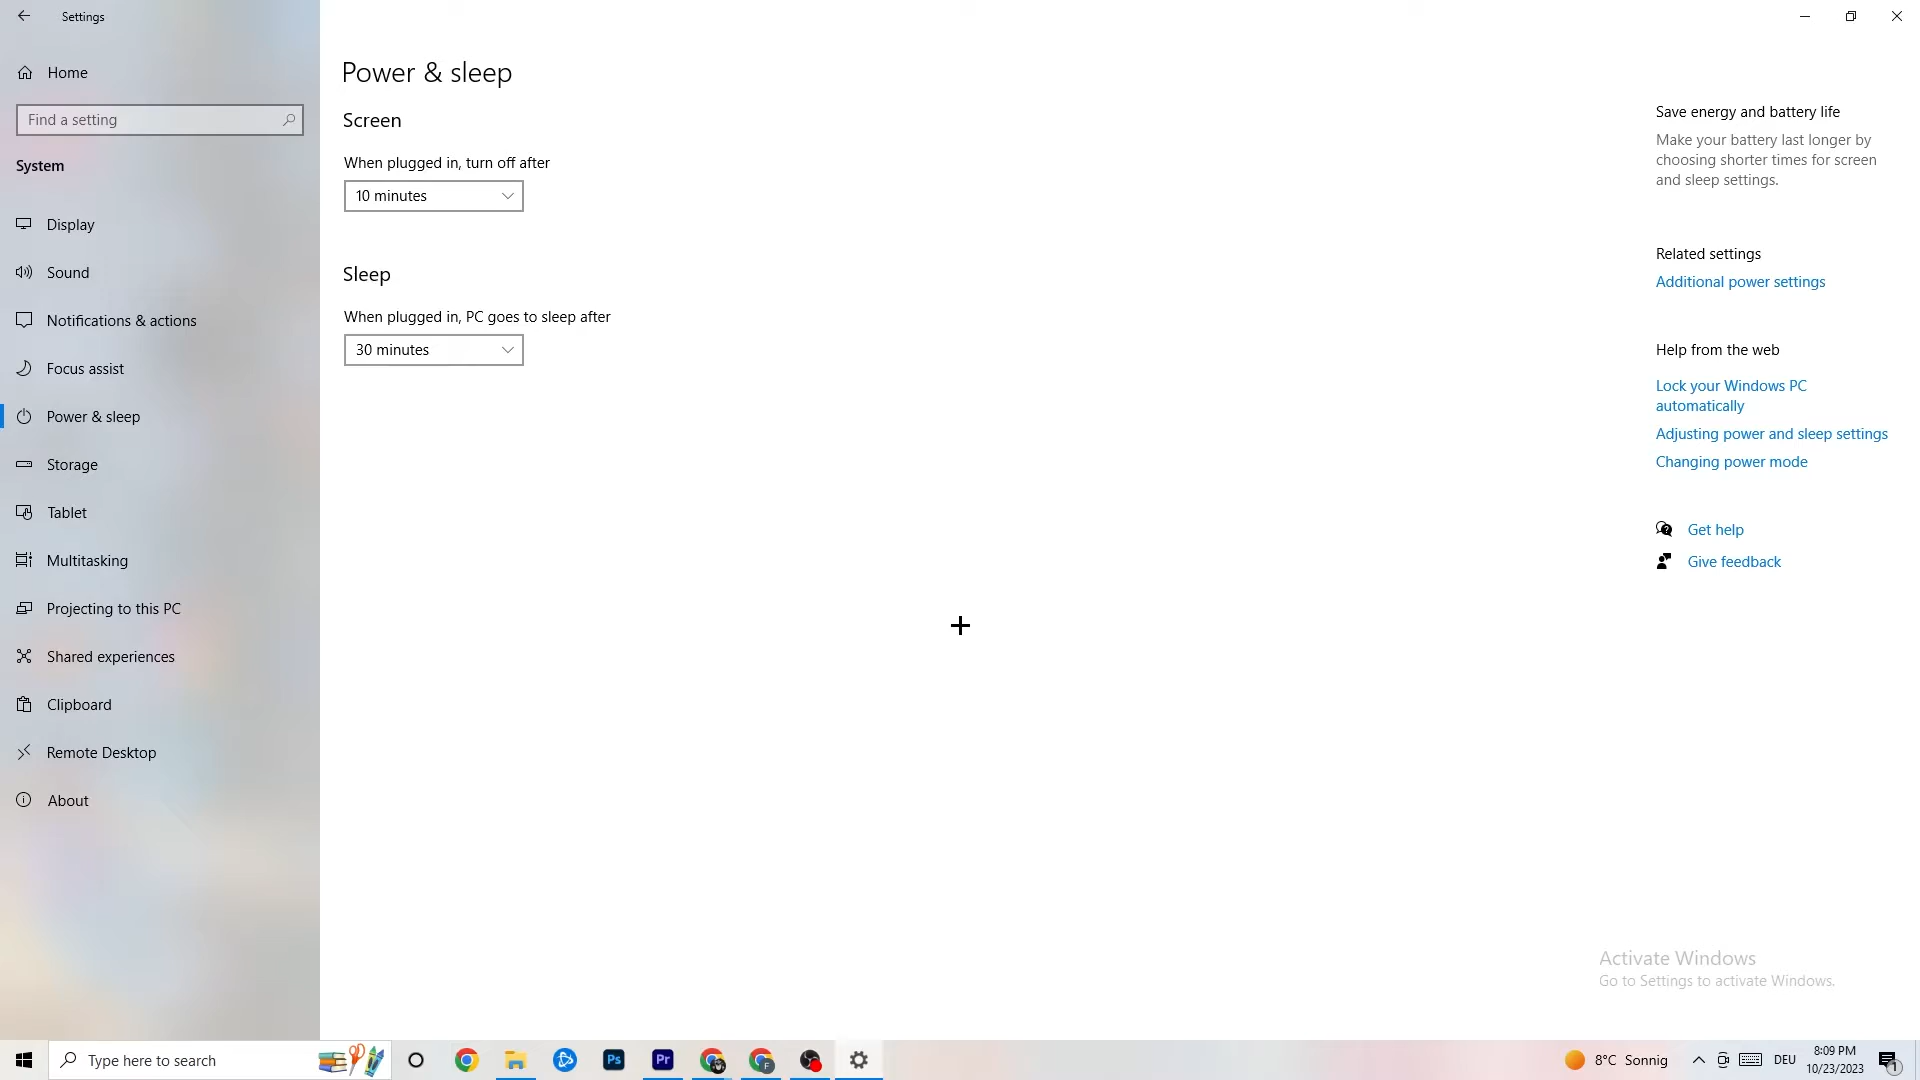 Settings
Home
Find a setting
System
Display
Sound
Notifications & actions
Focus assist
Power & sleep
Storage
Tablet
Multitasking
Projecting to this PC
Shared experiences
Clipboard
Remote Desktop
About
Power & sleep
Screen
When plugged in, turn off after
10 minutes
Sleep
When plugged in, PC goes to sleep after
30 minutes
Save energy and battery life
Make your battery last longer by
choosing shorter times for screen
and sleep settings.
Related settings
Additional power settings
Help from the web
Lock your Windows PC
automatically
Adjusting power and sleep settings
Changing power mode
Get help
Give feedback
Activate Windows
Go to Settings to activate Windows.
Type here to search
Ps
Pr
F
8°C Sonnig
DEU
8:09 PM
10/23/2023
1